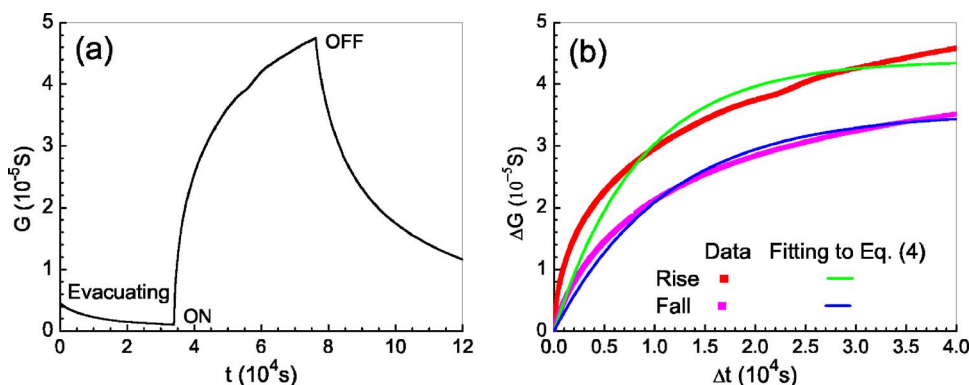 (a)
OFF
Evacuating
ON
G (10⁻⁵S)
5
4
3
2
1
0
0 2 4 6 8 10 12
t (10⁴s)
(b)
ΔG (10⁻⁵S)
5
4
3
2
1
0
Data Fitting to Eq. (4)
Rise
Fall
0.0 0.5 1.0 1.5 2.0 2.5 3.0 3.5 4.0
Δt (10⁴s)